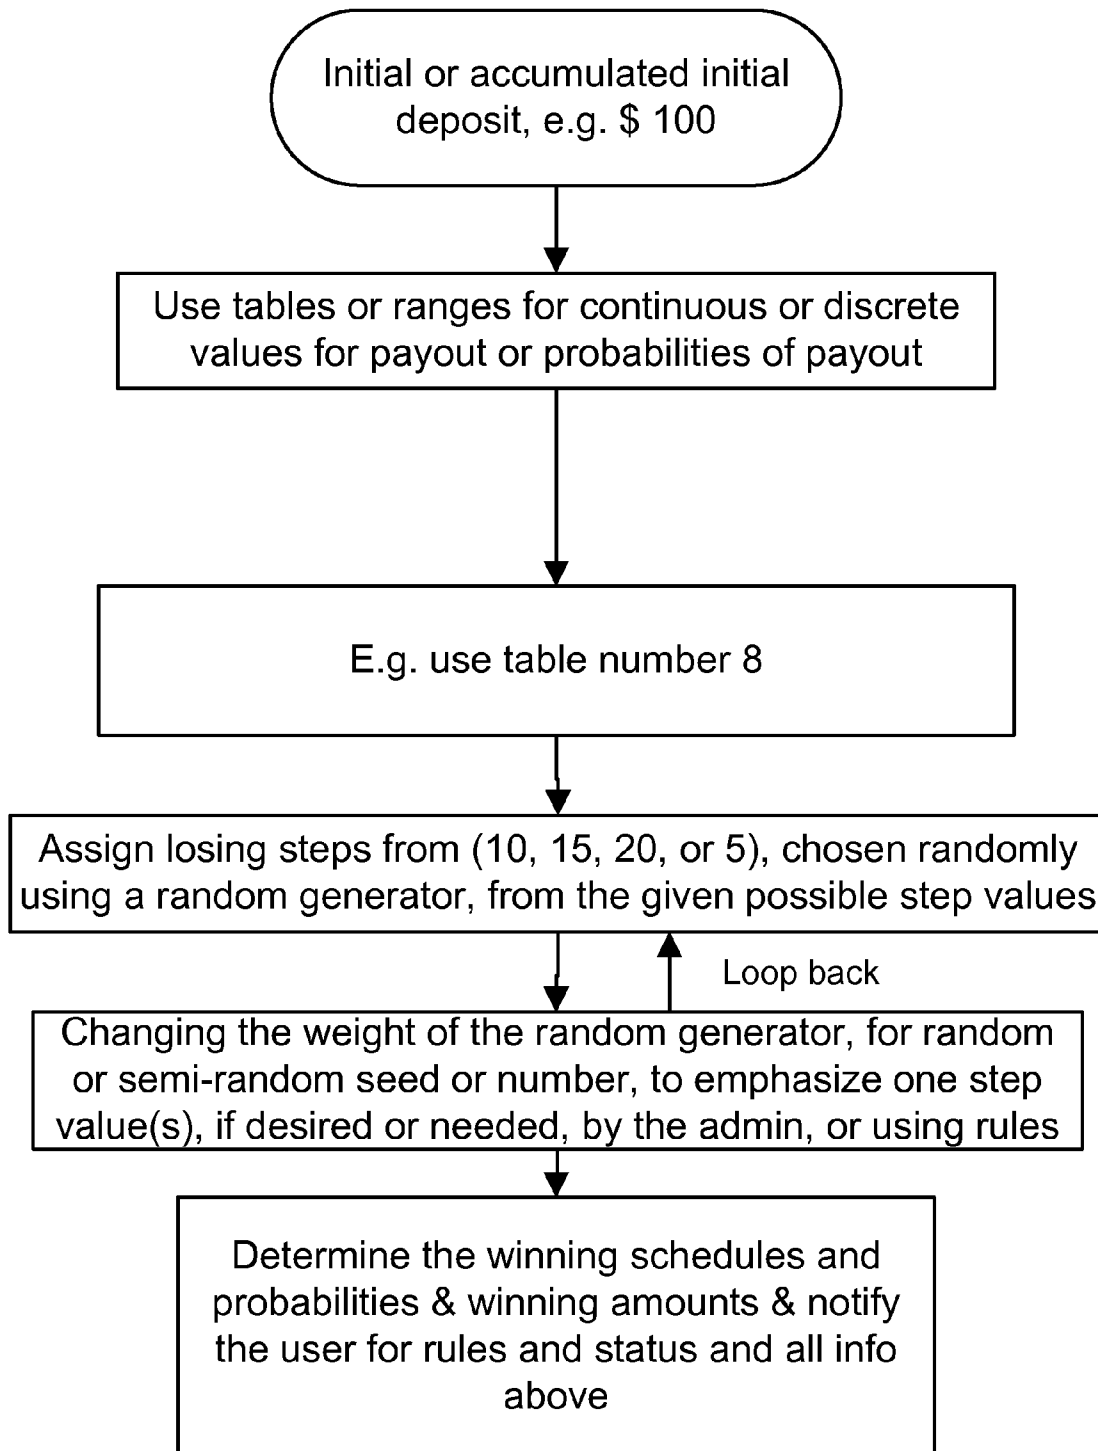 Initial or accumulated initial
deposit, e.g. $ 100
Use tables or ranges for continuous or discrete
values for payout or probabilities of payout
E.g. use table number 8
Assign losing steps from (10, 15, 20, or 5), chosen randomly
using a random generator, from the given possible step values
Loop back
Changing the weight of the random generator, for random
or semi-random seed or number, to emphasize one step
value(s), if desired or needed, by the admin, or using rules
Determine the winning schedules and
probabilities & winning amounts & notify
the user for rules and status and all info
above